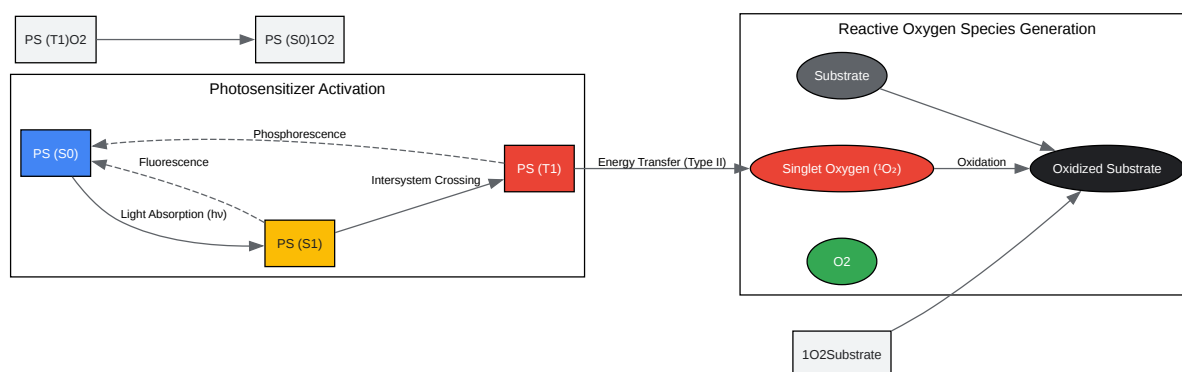 PS (T1)O2
PS (S0)1O2
Reactive Oxygen Species Generation
Substrate
Photosensitizer Activation
PS (S0)
Phosphorescence
Fluorescence
PS (T1)
Energy Transfer (Type II)
Singlet Oxygen (¹O₂)
Oxidation
Oxidized Substrate
Intersystem Crossing
Light Absorption (hν)
PS (S1)
O2
1O2Substrate